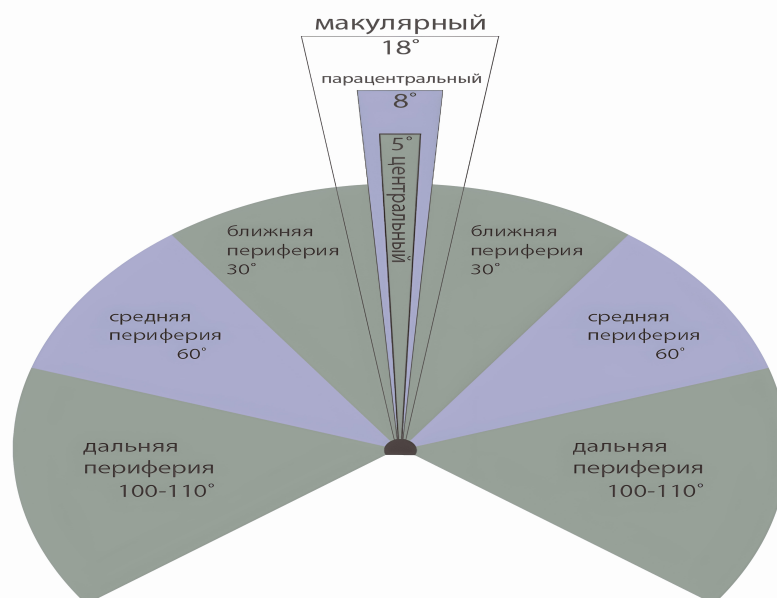 макулярный
18°
парацентральный
8°
5° центральный
ближняя
периферия
30°
ближняя
периферия
30°
средняя
периферия
60°
средняя
периферия
60°
дальняя
периферия
100-110°
дальняя
периферия
100-110°